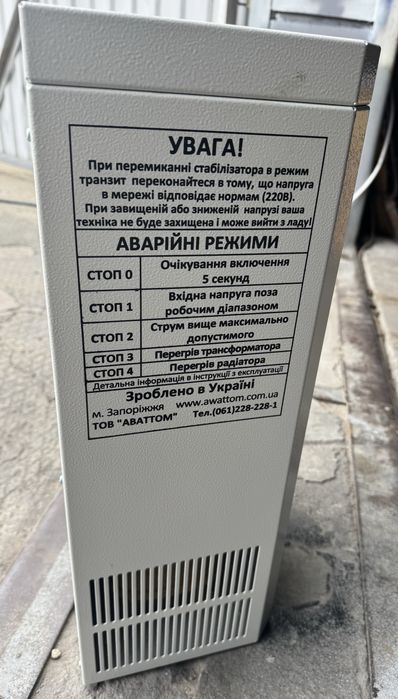 УВАГА!
При перемиканні стабілізатора в режим
транзит переконайтеся в тому, що напруга
в мережі відповідає нормам (220В).
При завищеній або зниженій напрузі ваша
техніка не буде захищена і може вийти з ладу!
АВАРІЙНІ РЕЖИМИ
СТОП 0 Очікування включення
5 секунд
СТОП 1 Вхідна напруга поза
робочим діапазоном
СТОП 2 Струм вище максимально
допустимого
СТОП 3 Перегрів трансформатора
СТОП 4 Перегрів радіатора
Детальна інформація в інструкції з експлуатації
Зроблено в Україні
м. Запоріжжя www.awattom.com.ua
ТОВ "АВАТТОМ" Тел.(061)228-228-1